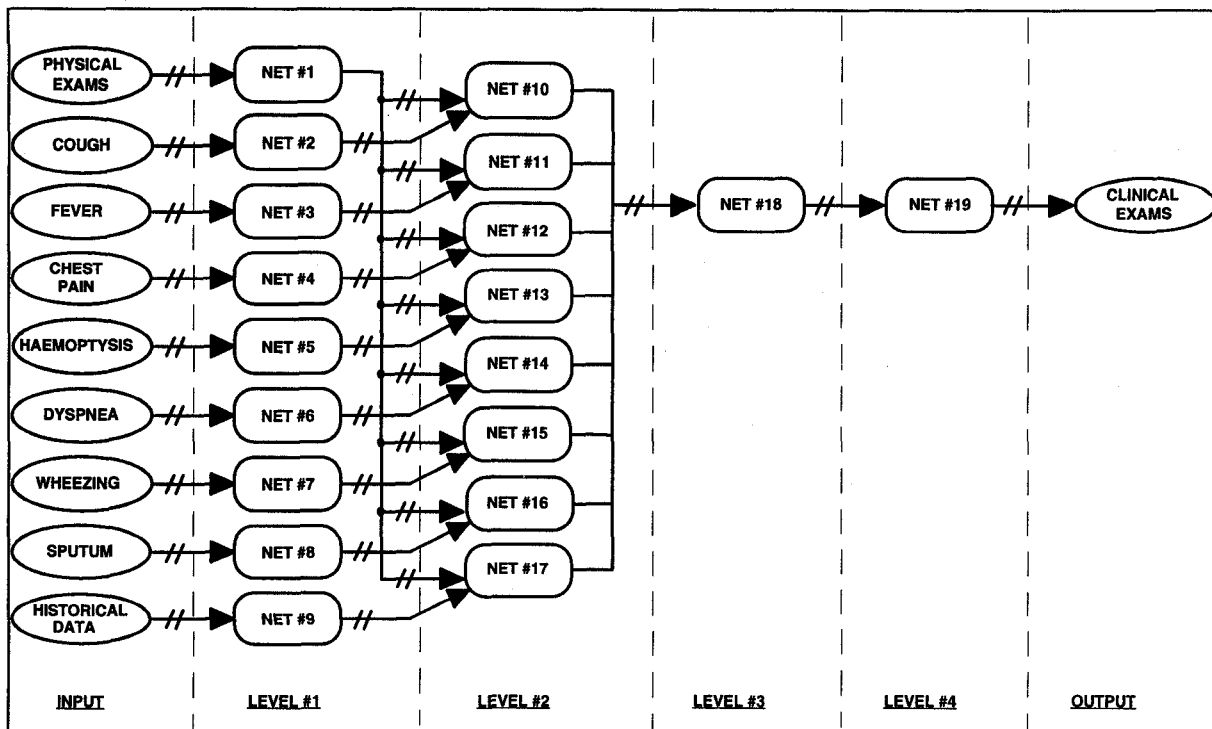 PHYSICAL
EXAMS
COUGH
FEVER
CHEST
PAIN
HAEMOPTYSIS
DYSPNEA
WHEEZING
SPUTUM
HISTORICAL
DATA
INPUT
NET #1
NET #2
NET #3
NET #4
NET #5
NET #6
NET #7
NET #8
NET #9
LEVEL #1
NET #10
NET #11
NET #12
NET #13
NET #14
NET #15
NET #16
NET #17
LEVEL #2
NET #18
LEVEL #3
NET #19
LEVEL #4
CLINICAL
EXAMS
OUTPUT